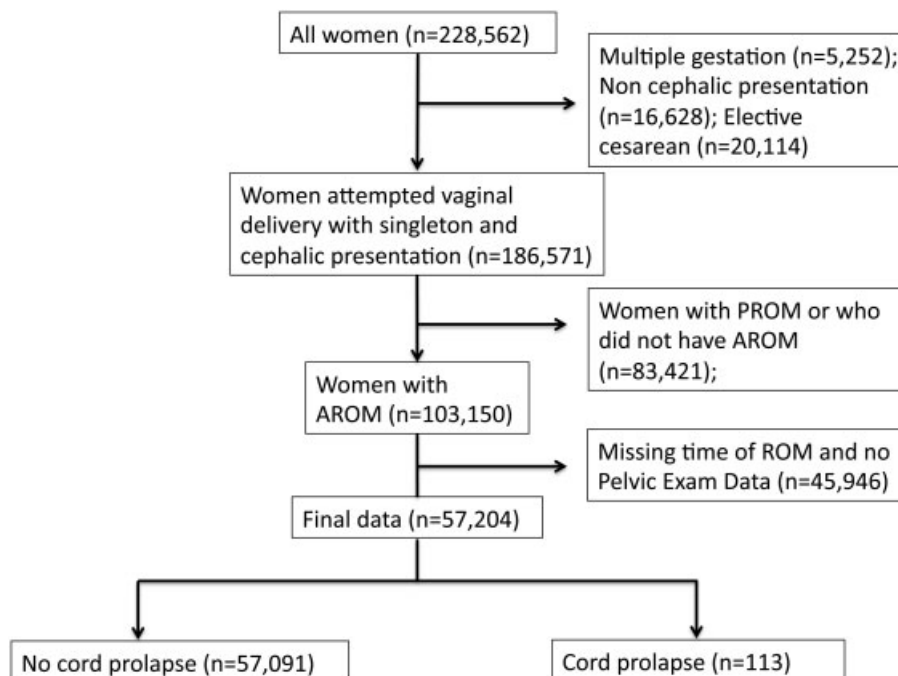 All women (n=228,562)
Multiple gestation (n=5,252);
Non cephalic presentation
(n=16,628); Elective
cesarean (n=20,114)
Women attempted vaginal
delivery with singleton and
cephalic presentation (n=186,571)
Women with PROM or who
did not have AROM
(n=83,421);
Women with
AROM (n=103,150)
Missing time of ROM and no
Pelvic Exam Data (n=45,946)
Final data (n=57,204)
No cord prolapse (n=57,091)
Cord prolapse (n=113)